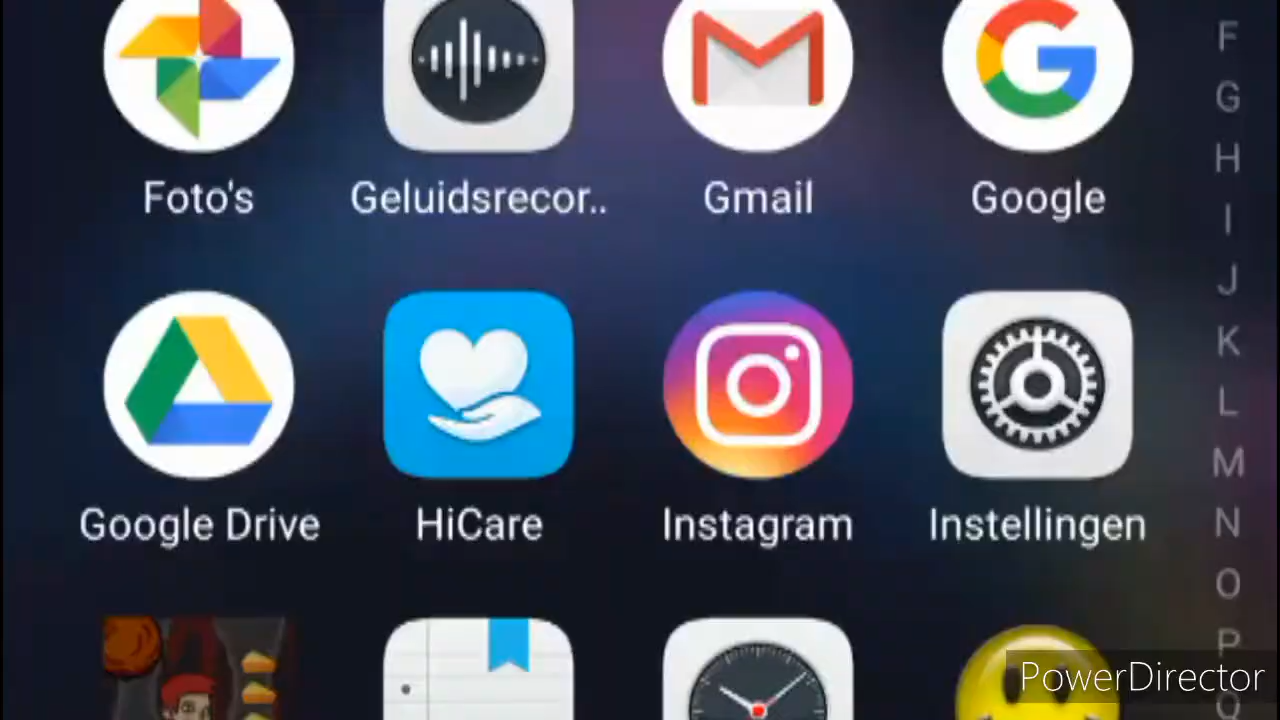 Foto's
Geluidsrecor..
Gmail
Google
Google Drive
HiCare
Instagram
Instellingen
F
G
H
I
J
K
L
M
N
O
P
Q
PowerDirector